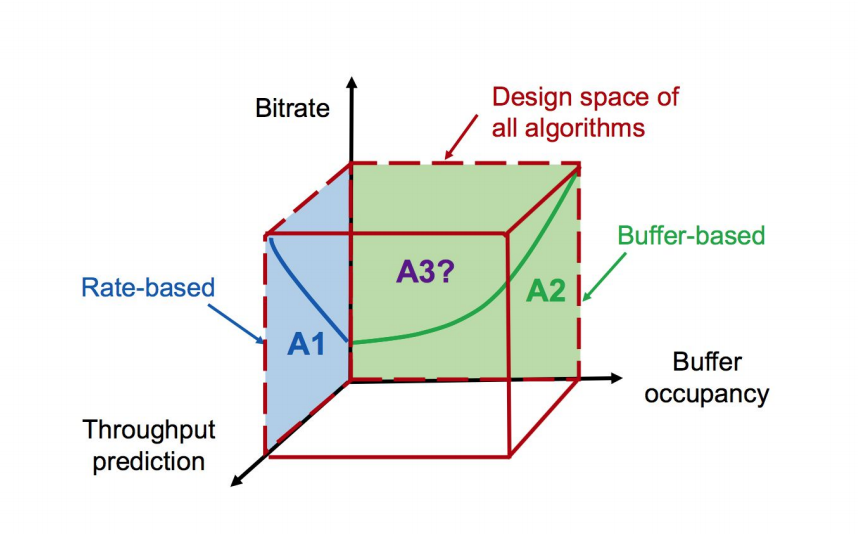 Bitrate
Design space of
all algorithms
Buffer-based
A3?
Rate-based
A2
A1
Buffer
occupancy
Throughput
prediction